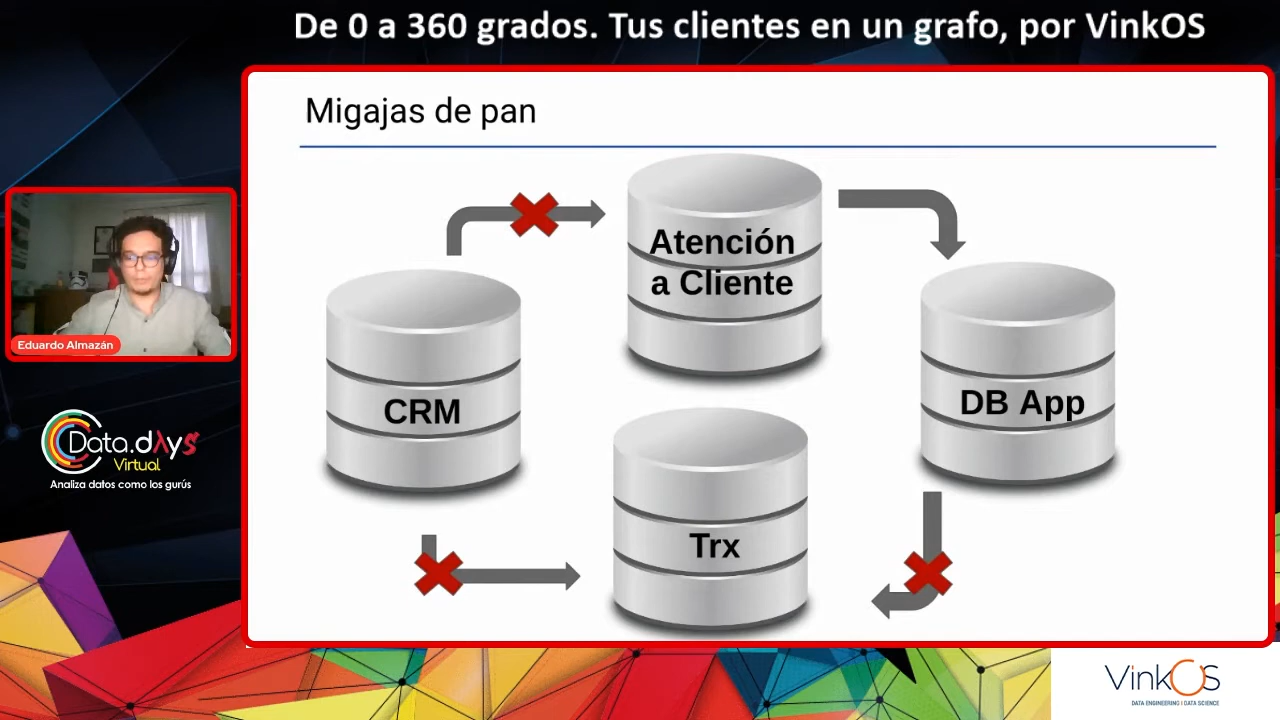 De 0 a 360 grados. Tus clientes en un grafo, por VinkOS
Migajas de pan
Atención
a Cliente
CRM
DB App
Trx
Eduardo Almazán
Data.dAys
Virtual
Analiza datos como los gurús
VinkOS
DATA ENGINEERING | DATA SCIENCE